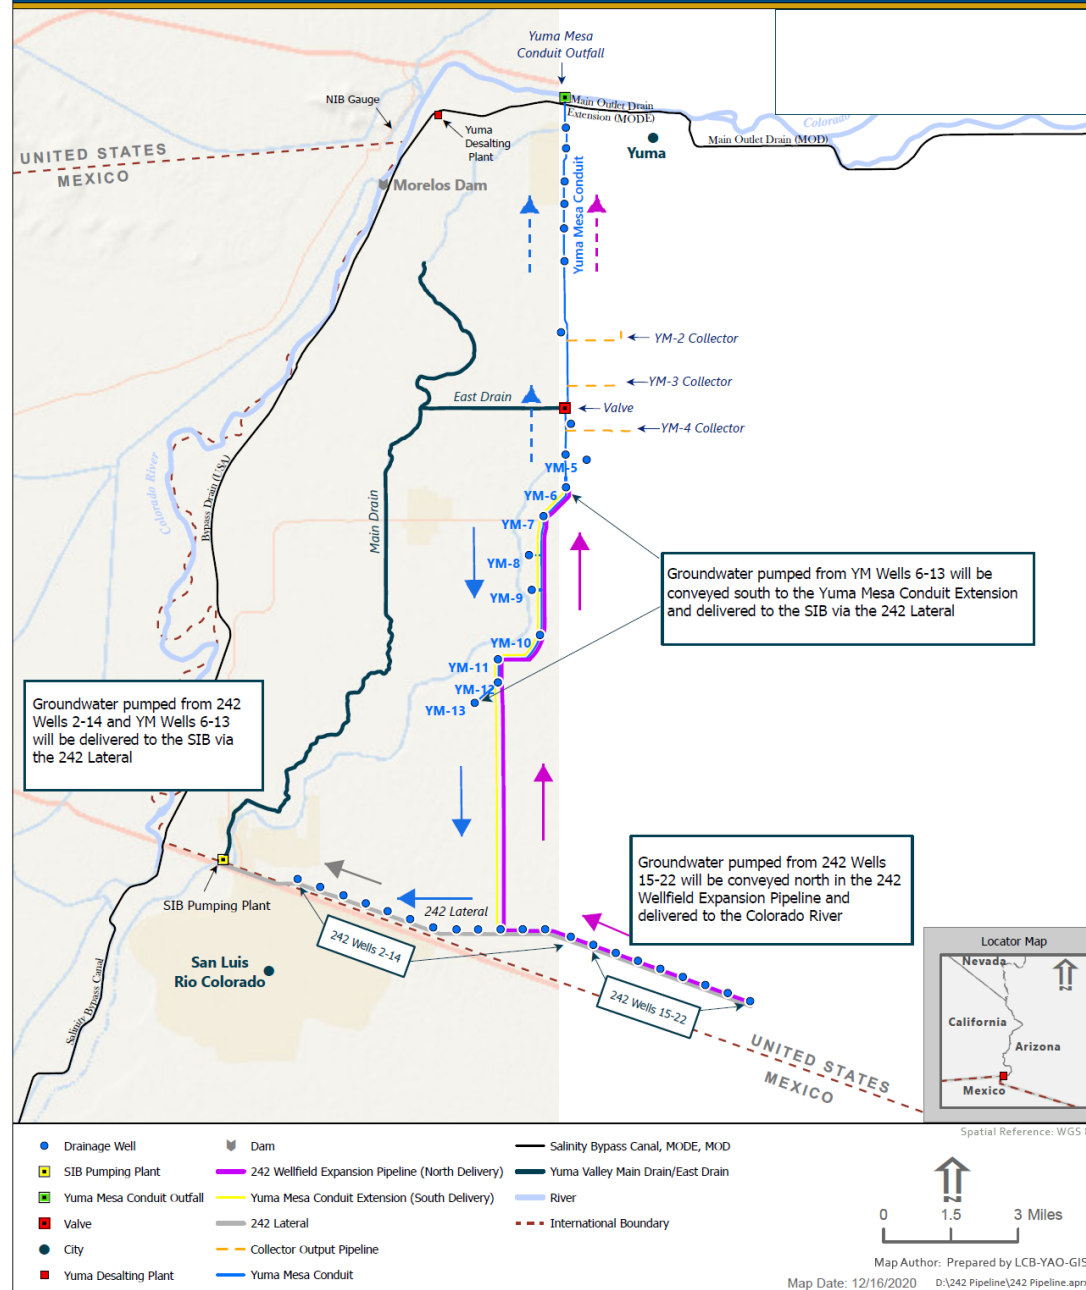 Yuma Mesa
Conduit Outfall
NIB Gauge
Main Outlet Drain
Extension (MODE)
Colorado
Yuma
Desalting
Plant
Yuma
Main Outlet Drain (MOD)
UNITED STATES
MEXICO
Morelos Dam
Yuma Mesa Conduit
YM-2 Collector
YM-3 Collector
East Drain
Valve
YM-4 Collector
Colorado River
Bypass Drain (USA)
Main Drain
YM-5
YM-6
YM-7
YM-8
YM-9
YM-10
YM-11
YM-12
YM-13
Groundwater pumped from YM Wells 6-13 will be
conveyed south to the Yuma Mesa Conduit Extension
and delivered to the SIB via the 242 Lateral
Groundwater pumped from 242
Wells 2-14 and YM Wells 6-13
will be delivered to the SIB via
the 242 Lateral
Groundwater pumped from 242 Wells
15-22 will be conveyed north in the 242
Wellfield Expansion Pipeline and
delivered to the Colorado River
SIB Pumping Plant
242 Lateral
242 Wells 2-14
San Luis
Rio Colorado
242 Wells 15-22
Salinity Bypass Canal
UNITED STATES
MEXICO
Locator Map
Nevada
N
California
Arizona
Mexico
Spatial Reference: WGS 8
Drainage Well
SIB Pumping Plant
Yuma Mesa Conduit Outfall
Valve
City
Yuma Desalting Plant
Dam
242 Wellfield Expansion Pipeline (North Delivery)
Yuma Mesa Conduit Extension (South Delivery)
242 Lateral
Collector Output Pipeline
Yuma Mesa Conduit
Salinity Bypass Canal, MODE, MOD
Yuma Valley Main Drain/East Drain
River
International Boundary
N
0 1.5 3 Miles
Map Author: Prepared by LCB-YAO-GIS
Map Date: 12/16/2020 D:\242 Pipeline\242 Pipeline.aprx